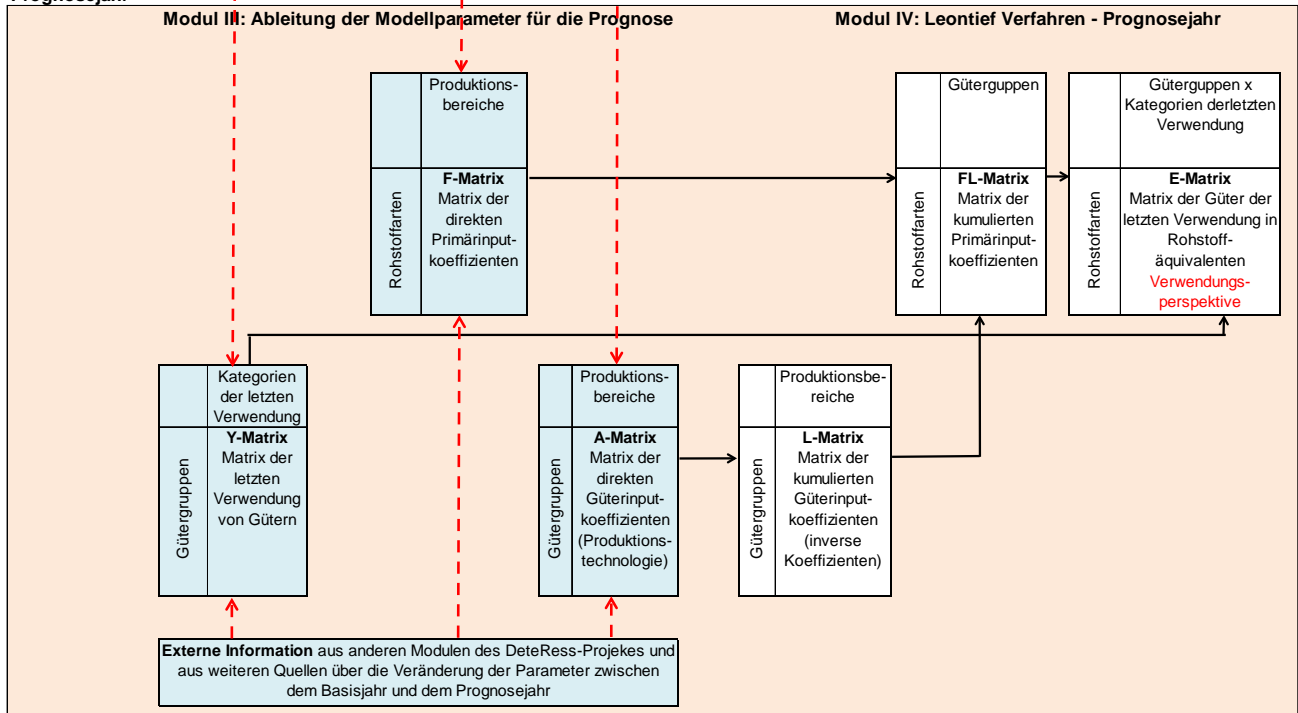 Prognosejahr
Modul III: Ableitung der Modellparameter für die Prognose
Modul IV: Leontief Verfahren - Prognosejahr
Produktions-
bereiche
Rohstoffarten
F-Matrix
Matrix der
direkten
Primärinput-
koeffizienten
Gütergruppen
Rohstoffarten
FL-Matrix
Matrix der
kumulierten
Primärinput-
koeffizienten
Gütergruppen x
Kategorien derletzten
Verwendung
Rohstoffarten
E-Matrix
Matrix der Güter der
letzten Verwendung in
Rohstoff-
äquivalenten
Verwendungs-
perspektive
Kategorien
der letzten
Verwendung
Gütergruppen
Y-Matrix
Matrix der
letzten
Verwendung
von Gütern
Produktions-
bereiche
Gütergruppen
A-Matrix
Matrix der
direkten
Güterinput-
koeffizienten
(Produktions-
technologie)
Produktionsbe-
reiche
Gütergruppen
L-Matrix
Matrix der
kumulierten
Güterinput-
koeffizienten
(inverse
Koeffizienten)
Externe Information aus anderen Modulen des DeteRess-Projekes und
aus weiteren Quellen über die Veränderung der Parameter zwischen
dem Basisjahr und dem Prognosejahr